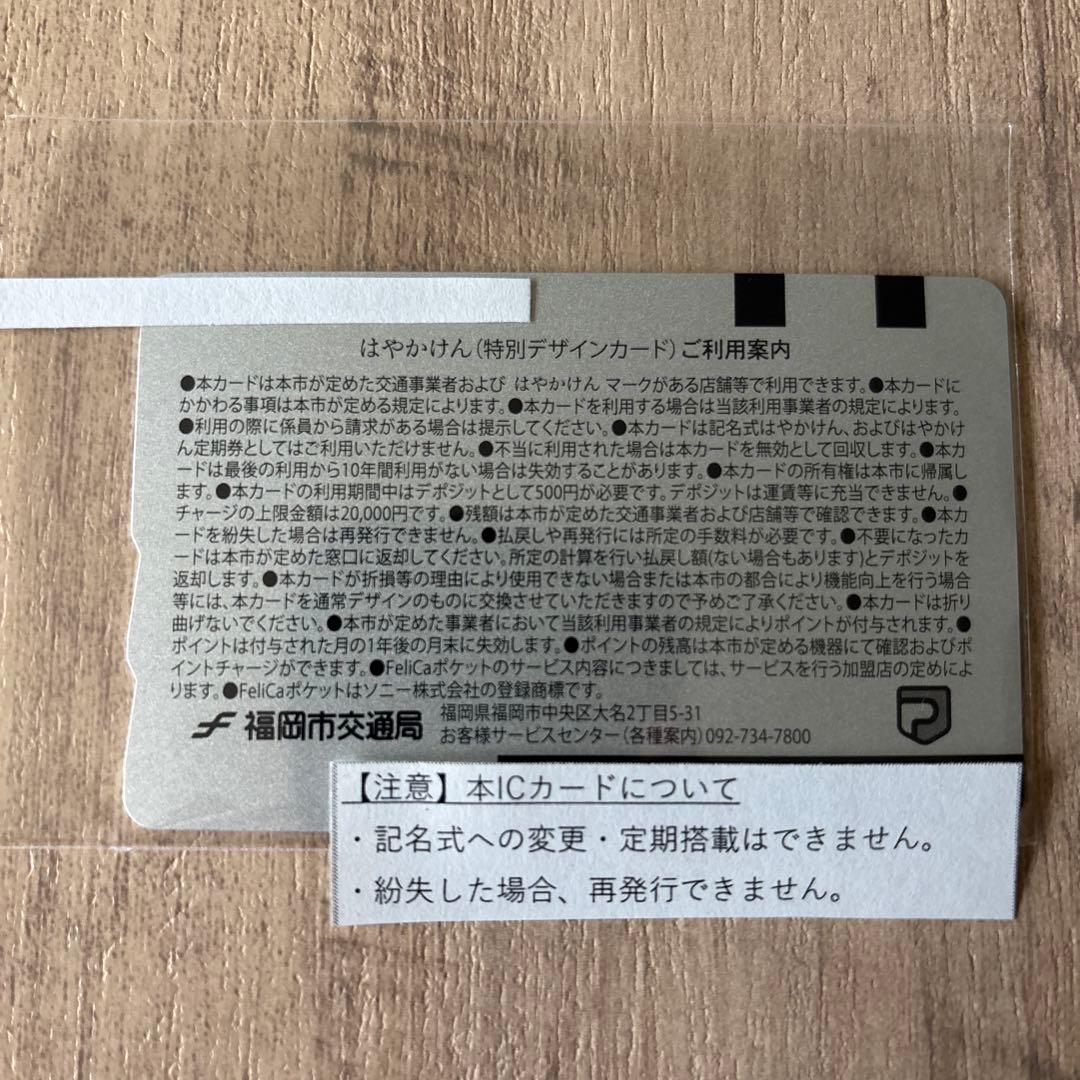 はやかけん(特別デザインカード)ご利用案内
●本カードは本市が定めた交通事業者および はやかけん マークがある店舗等で利用できます。●本カードに
かかわる事項は本市が定める規定によります。●本カードを利用する場合は当該利用事業者の規定によります。
●利用の際に係員から請求がある場合は提示してください。●本カードは記名式はやかけん、およびはやかけ
ん定期券としてはご利用いただけません。●不当に利用された場合は本カードを無効として回収します。●本カ
ードは最後の利用から10年間利用がない場合は失効することがあります。●本カードの所有権は本市に帰属し
ます。●本カードの利用期間中はデポジットとして500円が必要です。デポジットは運賃等に充当できません。●
チャージの上限金額は20,000円です。●残額は本市が定めた交通事業者および店舗等で確認できます。●本カ
ードを紛失した場合は再発行できません。●払戻しや再発行には所定の手数料が必要です。●不要になったカー
ドは本市が定めた窓口に返却してください。所定の計算を行い払戻し額(ない場合もあります)とデポジットを
返却します。●本カードが折損等の理由により使用できない場合または本市の都合により機能向上を行う場合
等には、本カードを通常デザインのものに交換させていただきますので予めご了承ください。●本カードは折り
曲げないでください。●本市が定めた事業者において当該利用事業者の規定によりポイントが付与されます。●
ポイントは付与された月の1年後の月末に失効します。●ポイントの残高は本市が定める機器にて確認およびポ
イントチャージができます。●FeliCaポケットのサービス内容につきましては、サービスを行う加盟店の定めによ
ります。●FeliCaポケットはソニー株式会社の登録商標です。
福岡市交通局
福岡県福岡市中央区大名2丁目5-31
お客様サービスセンター(各種案内)092-734-7800
【注意】本ICカードについて
・記名式への変更・定期搭載はできません。
・紛失した場合、再発行できません。